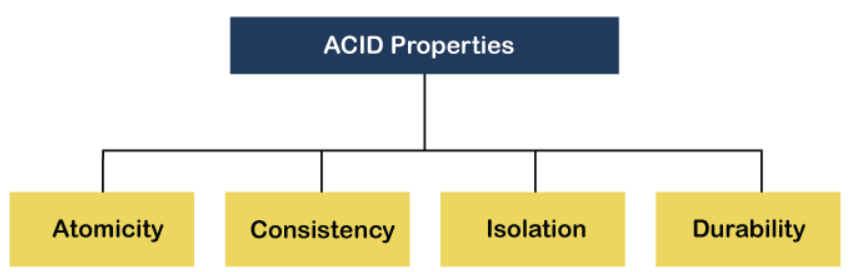 ACID Properties
Atomicity
Consistency
Isolation
Durability